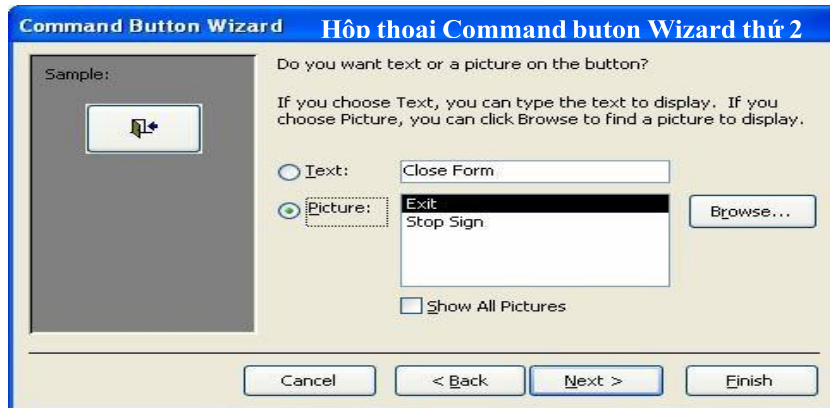 Command Button Wizard Hộp thoại Command buton Wizard thứ 2
Sample:
Do you want text or a picture on the button?
If you choose Text, you can type the text to display. If you
choose Picture, you can click Browse to find a picture to display.
Text: Close Form
Picture: Exit
Stop Sign
Browse...
Show All Pictures
Cancel < Back Next > Finish